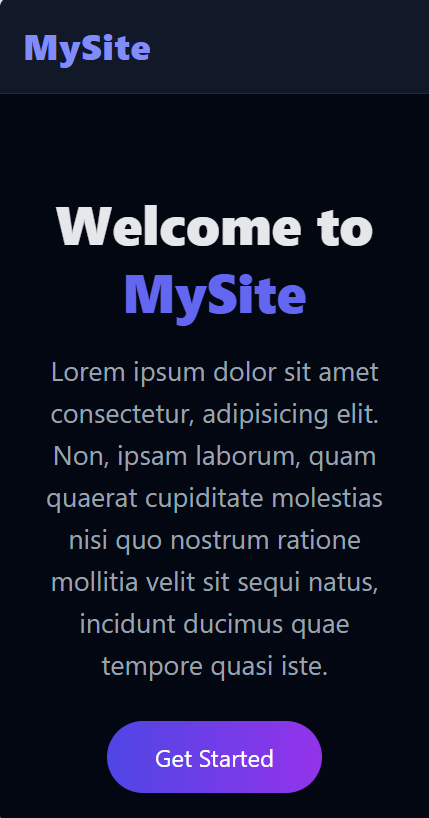 MySite
Welcome to
MySite
Lorem ipsum dolor sit amet
consectetur, adipisicing elit.
Non, ipsam laborum, quam
quaerat cupiditate molestias
nisi quo nostrum ratione
mollitia velit sit sequi natus,
incidunt ducimus quae
tempore quasi iste.
Get Started